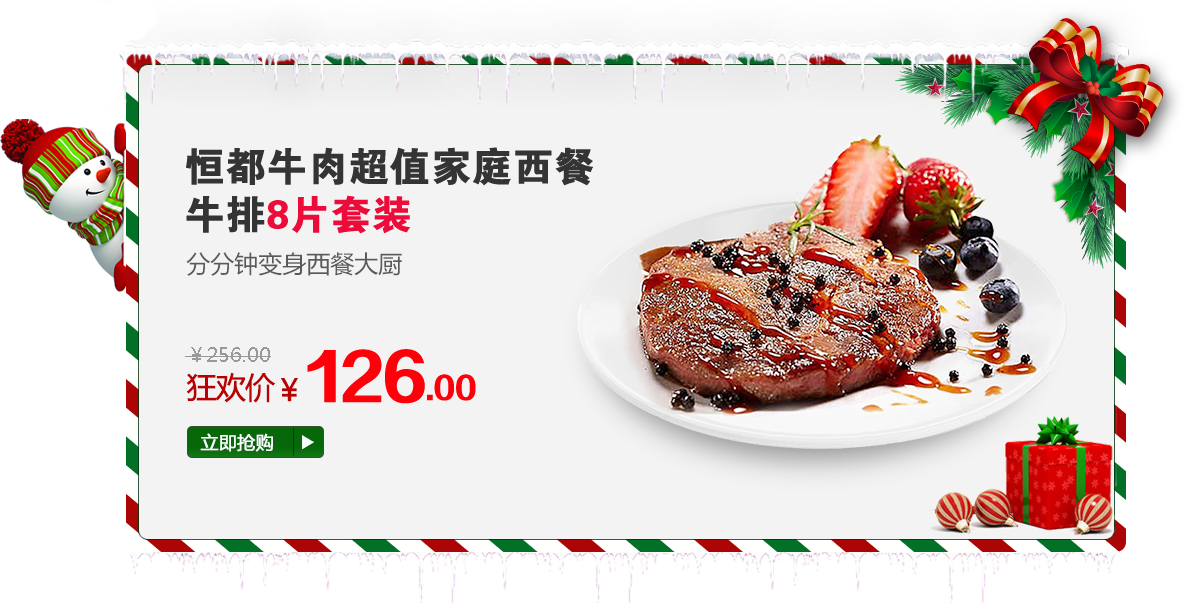 恒都牛肉超值家庭西餐
牛排8片套装
分分钟变身西餐大厨
￥256.00
狂欢价￥126.00
立即抢购